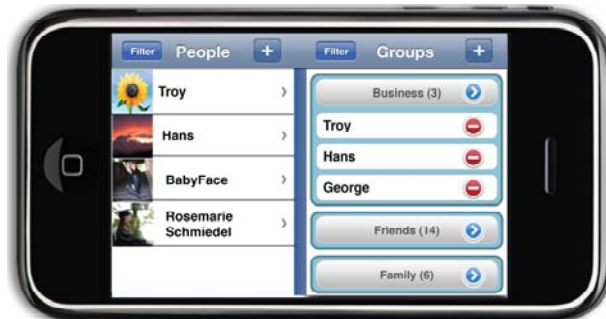 Filter People + Filter Groups +
Troy
Hans
BabyFace
Rosemarie
Schmiedel
Business (3)
Troy
Hans
George
Friends (14)
Family (6)